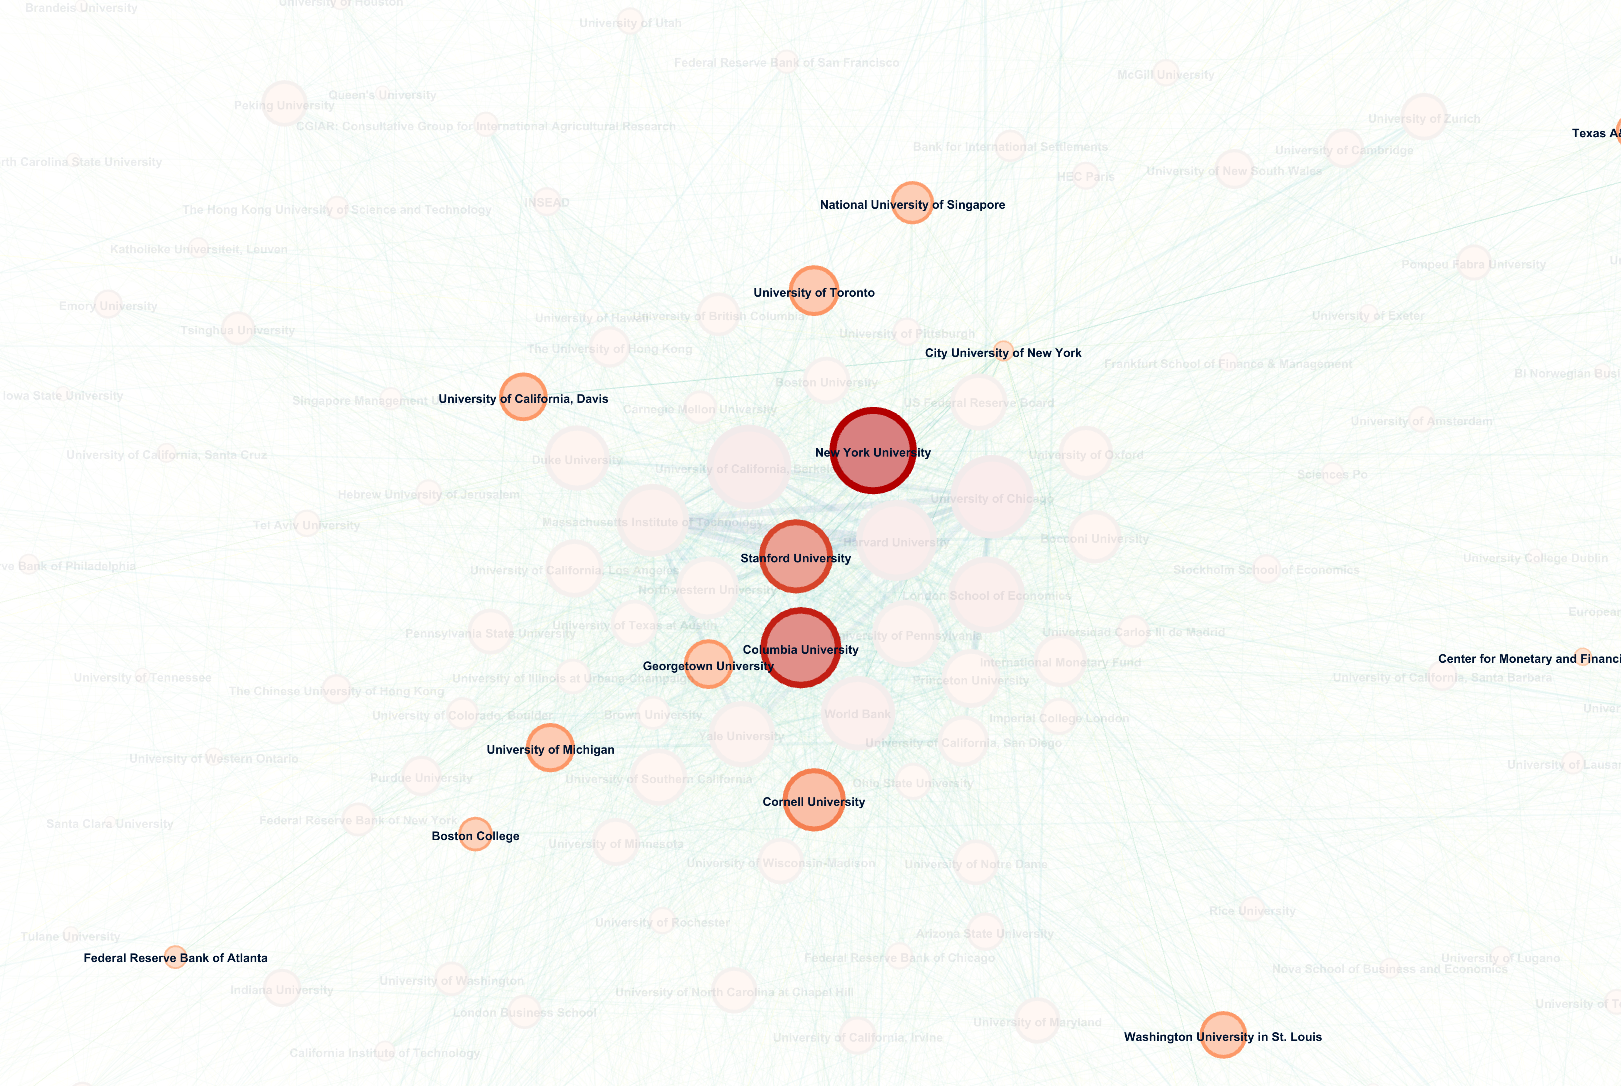 Brandeis University
University of Houston
University of Utah
Federal Reserve Bank of San Francisco
McGill University
Queen's University
Peking University
University of Zurich
CGIAR: Consultative Group for International Agricultural Research
Texas A&
Bank for International Settlements
University of Cambridge
rth Carolina State University
University of New South Wales
HEC Paris
INSEAD
National University of Singapore
The Hong Kong University of Science and Technology
Katholieke Universiteit, Leuven
Pompeu Fabra University
University of Toronto
Emory University
University of Hawaii
University of British Columbia
University of Exeter
Tsinghua University
University of Pittsburgh
The University of Hong Kong
City University of New York
Frankfurt School of Finance & Management
BI Norwegian Busi
Boston University
Iowa State University
University of California, Davis
Singapore Management U
US Federal Reserve Board
Carnegie Mellon University
University of Amsterdam
New York University
University of California, Santa Cruz
University of Oxford
Duke University
University of California, Berkel
Sciences Po
Hebrew University of Jerusalem
University of Chicago
Massachusetts Institute of Technology
Tel Aviv University
Bocconi University
Harvard University
Stanford University
University College Dublin
ve Bank of Philadelphia
University of California, Los Angeles
Stockholm School of Economics
Northwestern University
London School of Economics
European
University of Texas at Austin
Pennsylvania State University
Universidad Carlos III de Madrid
University of Pennsylvania
Columbia University
Center for Monetary and Financi
International Monetary Fund
Georgetown University
University of Tennessee
University of Illinois at Urbana-Champaign
University of California, Santa Barbara
Princeton University
The Chinese University of Hong Kong
Univer
World Bank
University of Colorado, Boulder
Brown University
Imperial College London
Yale University
University of California, San Diego
University of Michigan
University of Western Ontario
University of Lausa
Purdue University
University of Southern California
Ohio State University
Cornell University
Federal Reserve Bank of New York
Santa Clara University
Boston College
University of Minnesota
University of Wisconsin-Madison
University of Notre Dame
Rice University
University of Rochester
Arizona State University
Tulane University
Federal Reserve Bank of Atlanta
Federal Reserve Bank of Chicago
University of Lugano
Nova School of Business and Economics
University of Washington
Indiana University
University of North Carolina at Chapel Hill
University of T
London Business School
University of Maryland
University of California, Irvine
Washington University in St. Louis
California Institute of Technology